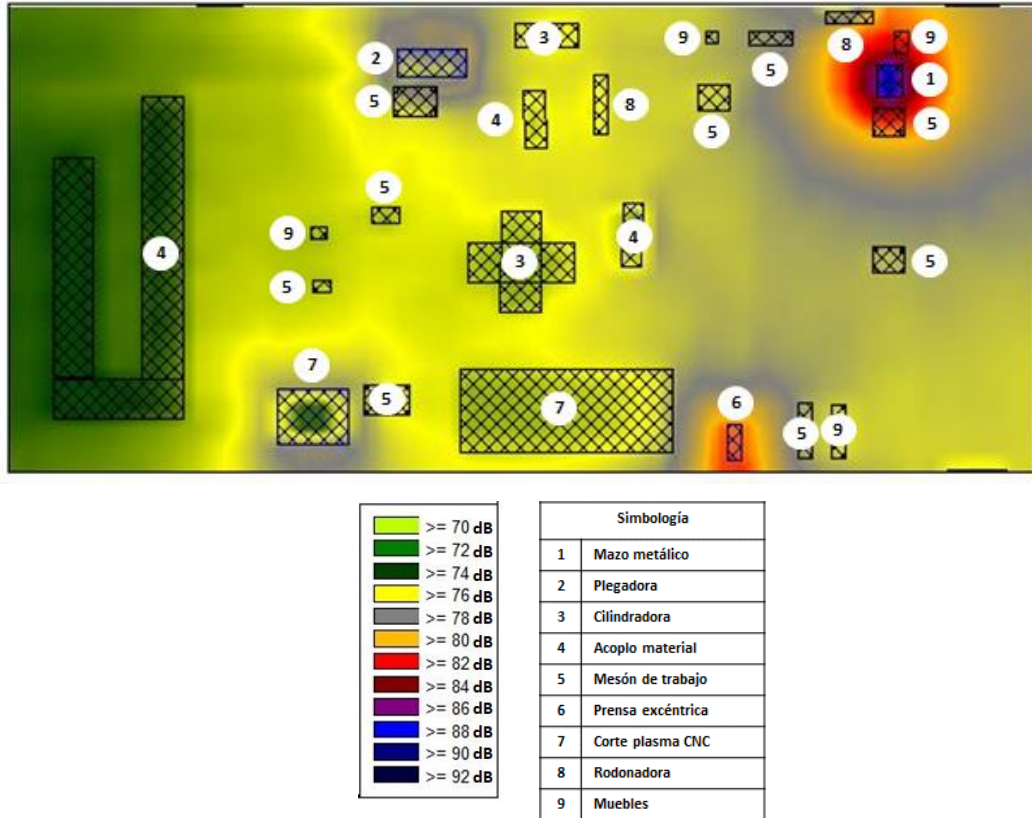 3
9
9
2
8
5
1
5
8
4
5
5
5
5
9
4
4
3
5
5
7
5
7
6
5
9
>= 70 dB
>= 72 dB
>= 74 dB
>= 76 dB
>= 78 dB
>= 80 dB
>= 82 dB
>= 84 dB
>= 86 dB
>= 88 dB
>= 90 dB
>= 92 dB
Simbología
1 Mazo metálico
2 Plegadora
3 Cilindradora
4 Acoplo material
5 Mesón de trabajo
6 Prensa excéntrica
7 Corte plasma CNC
8 Rodonadora
9 Muebles